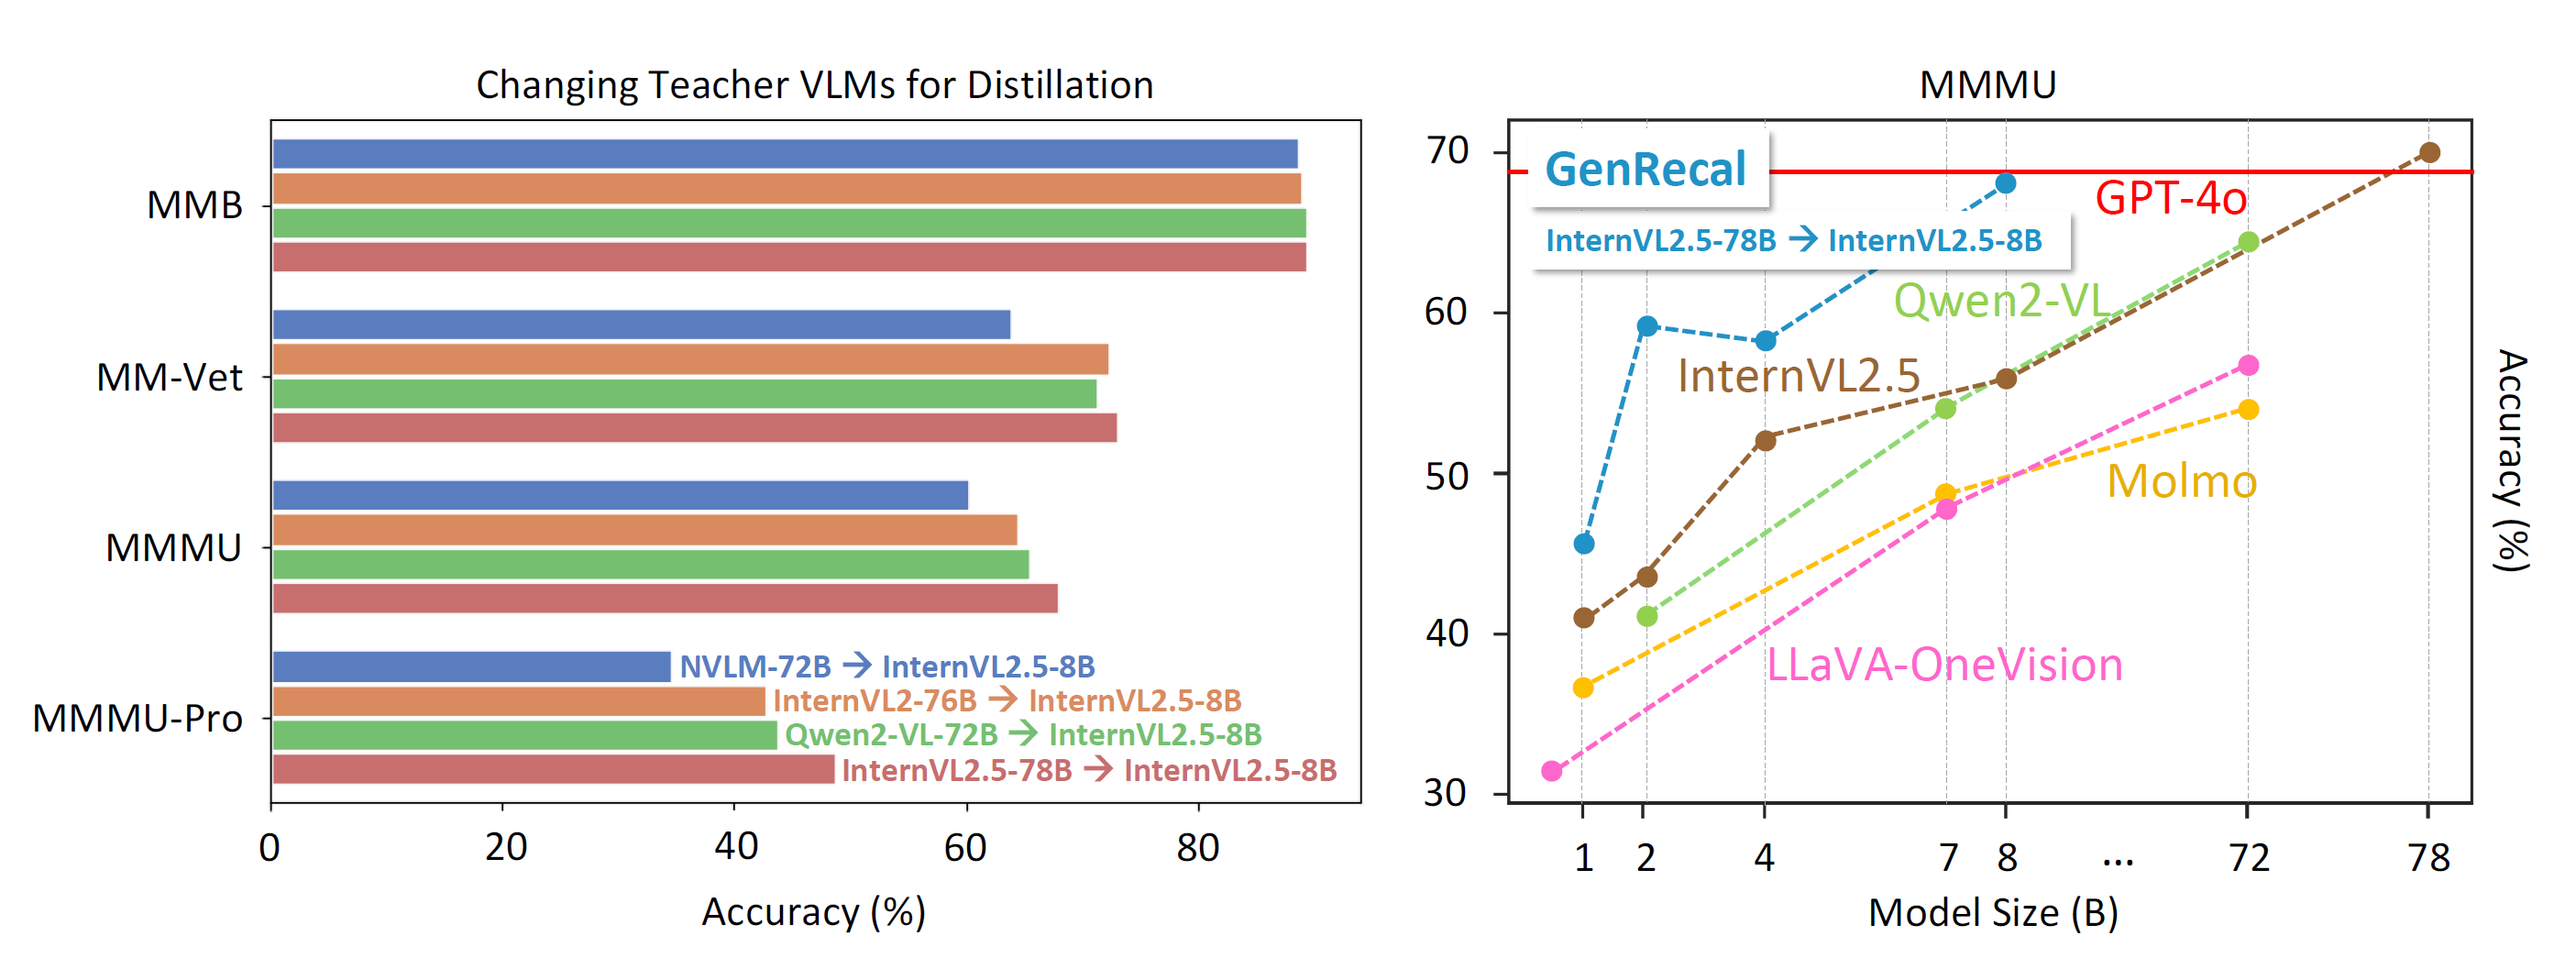 Changing Teacher VLMs for Distillation
MMB
MM-Vet
MMMU
MMMU-Pro
NVLM-72B → InternVL2.5-8B
InternVL2-76B → InternVL2.5-8B
Qwen2-VL-72B → InternVL2.5-8B
InternVL2.5-78B → InternVL2.5-8B
0 20 40 60 80
Accuracy (%)
MMMU
70
60
50
40
30
GenRecal
InternVL2.5-78B → InternVL2.5-8B
GPT-4o
Qwen2-VL
InternVL2.5
Molmo
LLaVA-OneVision
Accuracy (%)
1 2 4 7 8 ... 72 78
Model Size (B)